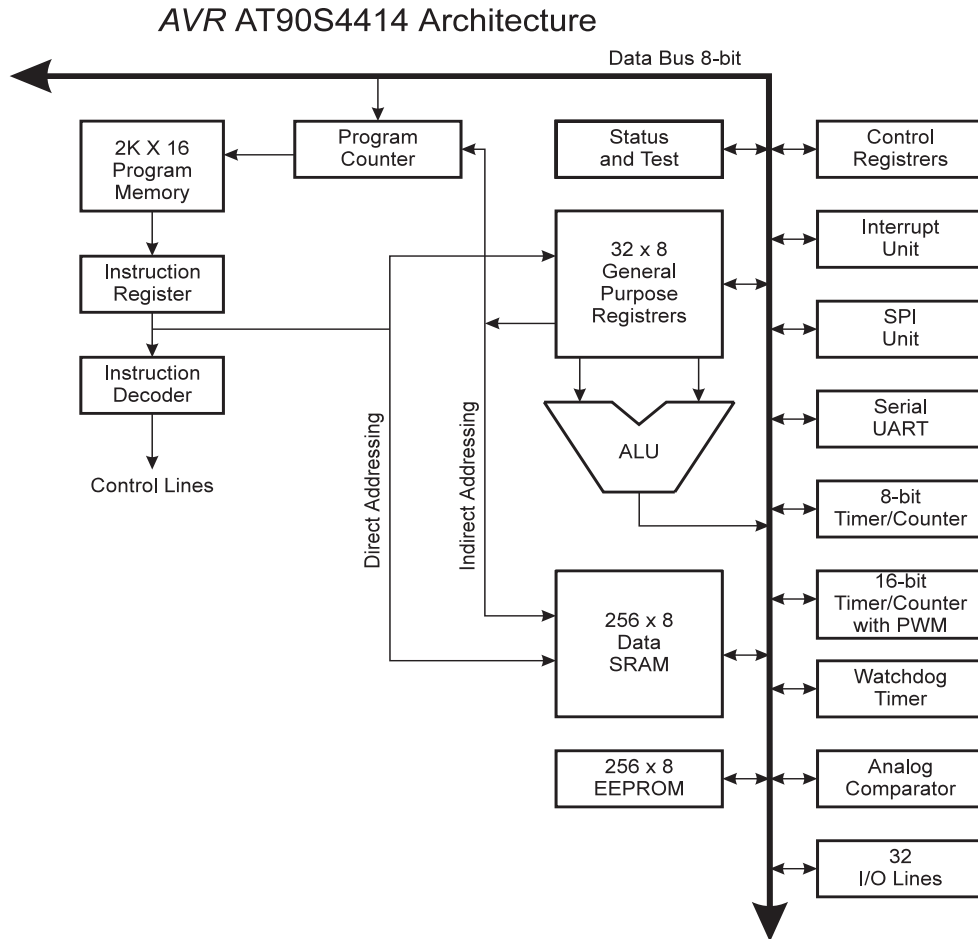 AVR AT90S4414 Architecture
Data Bus 8-bit
2K X 16
Program
Memory
Program
Counter
Status
and Test
Control
Registrers
Instruction
Register
32 x 8
General
Purpose
Registrers
Interrupt
Unit
SPI
Unit
Instruction
Decoder
Control Lines
Direct Addressing
Indirect Addressing
ALU
Serial
UART
8-bit
Timer/Counter
256 x 8
Data
SRAM
16-bit
Timer/Counter
with PWM
Watchdog
Timer
256 x 8
EEPROM
Analog
Comparator
32
I/O Lines